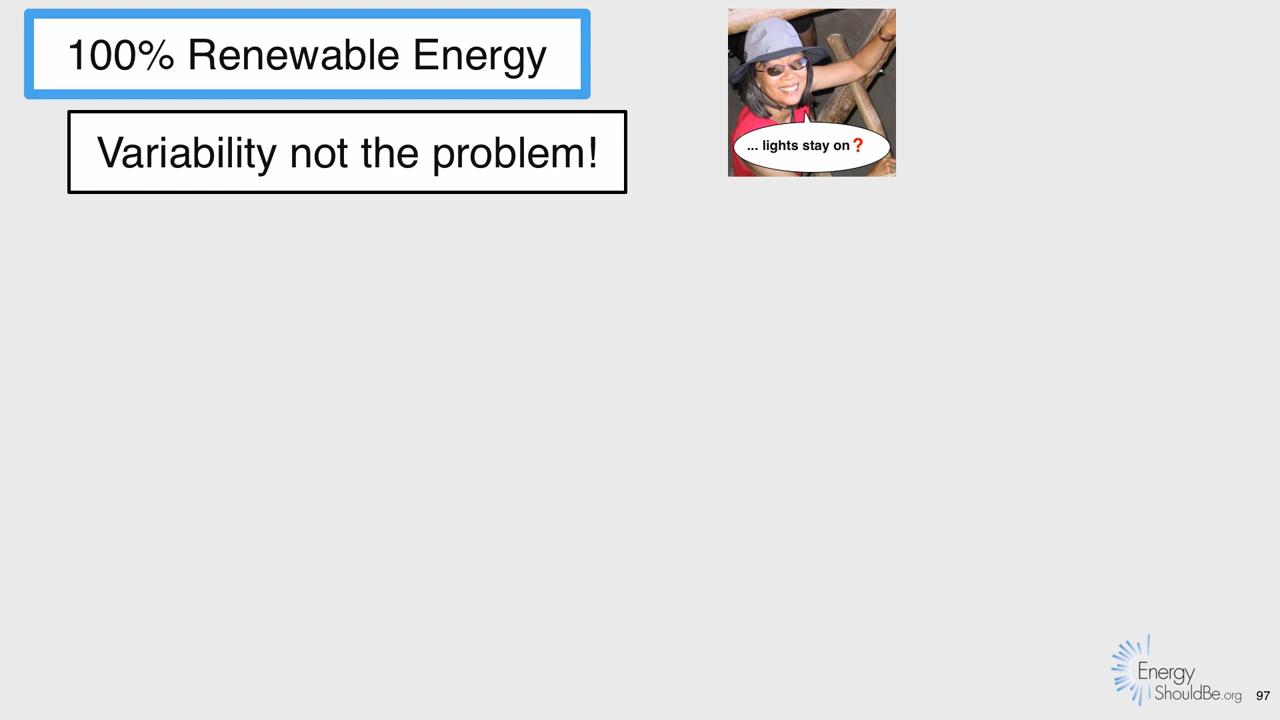 100% Renewable Energy
Variability not the problem!
... lights stay on?
Energy
ShouldBe.org
97